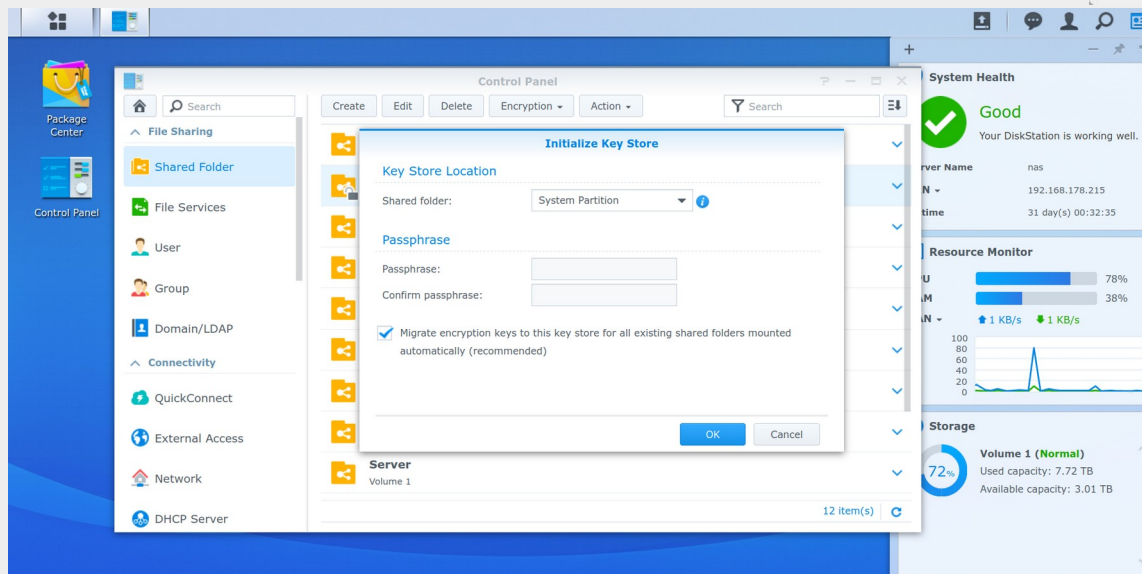 Package
Center
Control Panel
Control Panel
Search
File Sharing
Shared Folder
File Services
User
Group
Domain/LDAP
Connectivity
QuickConnect
External Access
Network
DHCP Server
Create Edit Delete Encryption Action Search
Initialize Key Store
Key Store Location
Shared folder: System Partition
Passphrase
Passphrase:
Confirm passphrase:
Migrate encryption keys to this key store for all existing shared folders mounted
automatically (recommended)
OK Cancel
Server
Volume 1
12 item(s)
System Health
Good
Your DiskStation is working well.
rver Name nas
N 192.168.178.215
time 31 day(s) 00:32:35
Resource Monitor
U 78%
M 38%
N 1 KB/s 1 KB/s
100
80
60
40
20
0
Storage
72%
Volume 1 (Normal)
Used capacity: 7.72 TB
Available capacity: 3.01 TB